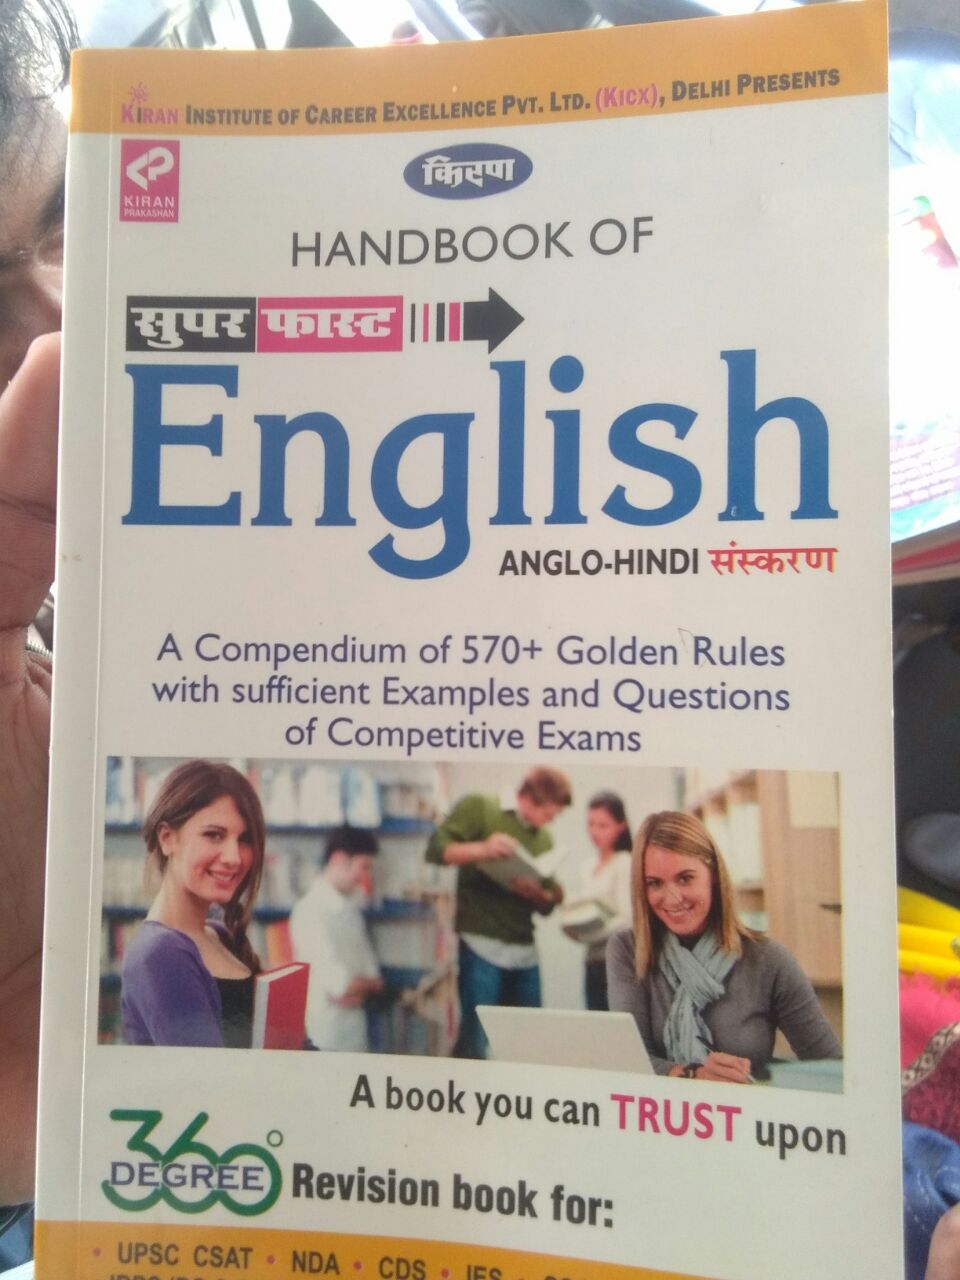 KIRAN INSTITUTE OF CAREER EXCELLENCE PVT. LTD. (KICX), DELHI PRESENTS
KIRAN
PRAKASHAN
किरण
HANDBOOK OF
सुपर फास्ट
English
ANGLO-HINDI संस्करण
A Compendium of 570+ Golden Rules
with sufficient Examples and Questions
of Competitive Exams
A book you can TRUST upon
360°
DEGREE
Revision book for:
• UPSC CSAT • NDA • CDS • IES •